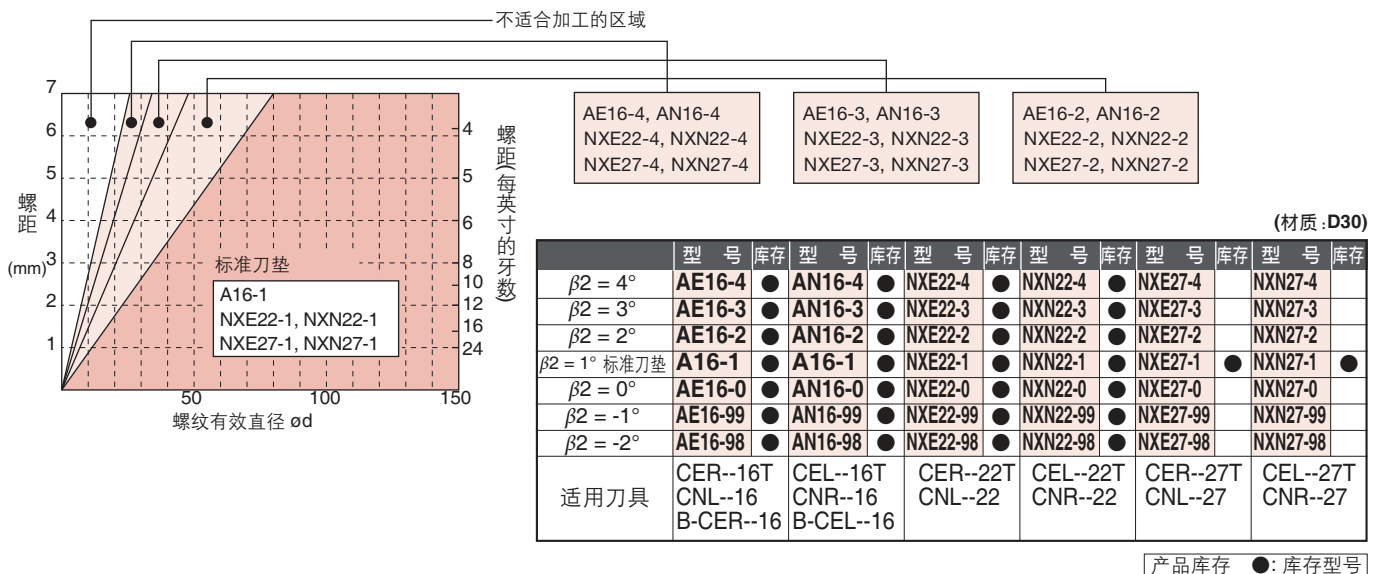 不适合加工的区域
7
6
5
4
3
2
1
螺距
(mm)
50
100
150
螺纹有效直径 ød
4
5
6
8
10
12
16
24
螺距(每英寸的牙数)
标准刀垫
A16-1
NXE22-1, NXN22-1
NXE27-1, NXN27-1
AE16-4, AN16-4
NXE22-4, NXN22-4
NXE27-4, NXN27-4
AE16-3, AN16-3
NXE22-3, NXN22-3
NXE27-3, NXN27-3
AE16-2, AN16-2
NXE22-2, NXN22-2
NXE27-2, NXN27-2
(材质:D30)
型 号 库存 型 号 库存 型 号 库存 型 号 库存 型 号 库存 型 号 库存
β2 = 4° AE16-4 ● AN16-4 ● NXE22-4 ● NXN22-4 ● NXE27-4 NXN27-4
β2 = 3° AE16-3 ● AN16-3 ● NXE22-3 ● NXN22-3 ● NXE27-3 NXN27-3
β2 = 2° AE16-2 ● AN16-2 ● NXE22-2 ● NXN22-2 ● NXE27-2 NXN27-2
β2 = 1° 标准刀垫 A16-1 ● A16-1 ● NXE22-1 ● NXN22-1 ● NXE27-1 ● NXN27-1 ●
β2 = 0° AE16-0 ● AN16-0 ● NXE22-0 ● NXN22-0 ● NXE27-0 NXN27-0
β2 = -1° AE16-99 ● AN16-99 ● NXE22-99 ● NXN22-99 ● NXE27-99 NXN27-99
β2 = -2° AE16-98 ● AN16-98 ● NXE22-98 ● NXN22-98 ● NXE27-98 NXN27-98
适用刀具
CER--16T CEL--16T CER--22T CEL--22T CER--27T CEL--27T
CNL--16 CNR--16 CNL--22 CNR--22 CNL--27 CNR--27
B-CER--16 B-CEL--16
产品库存 ●: 库存型号